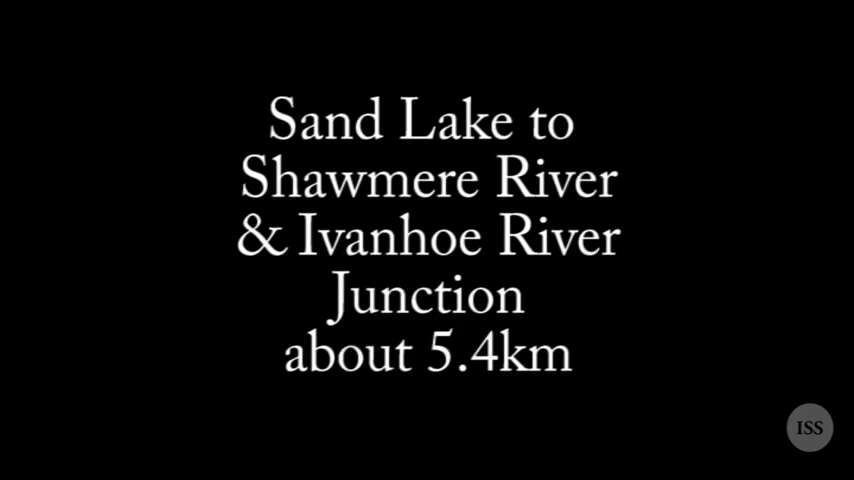 Sand Lake to
Shawmere River
& Ivanhoe River
Junction
about 5.4km
ISS